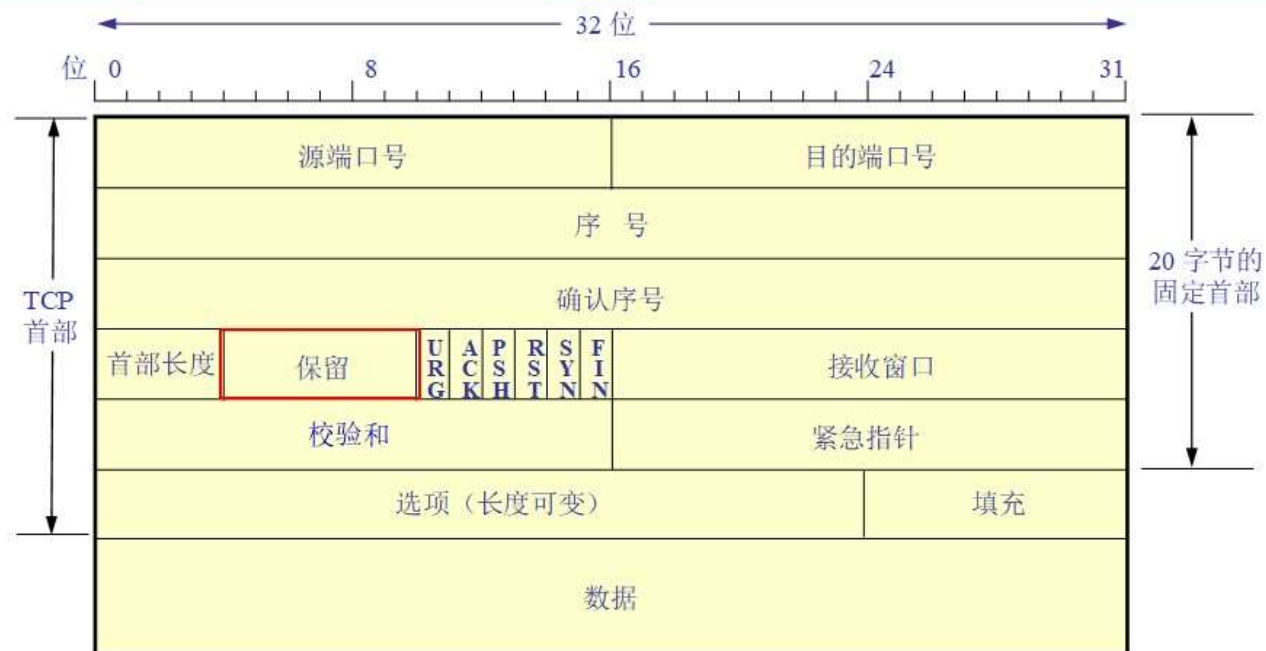 32 位
位 0 8 16 24 31
源端口号 目的端口号
序 号
确认序号
TCP
首部
20 字节的
固定首部
首部长度 保留 URG ACK PSH RST SYN FIN 接收窗口
校验和 紧急指针
选项（长度可变） 填充
数据